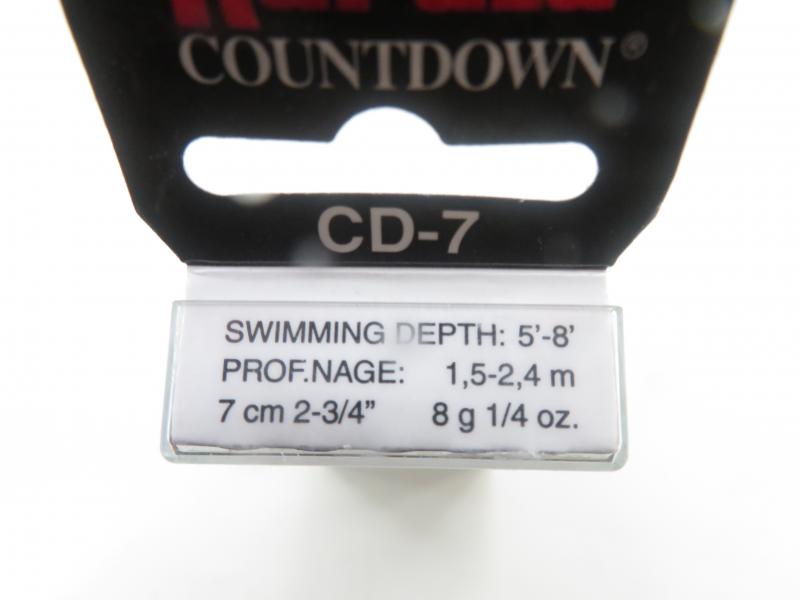 COUNTDOWN®
CD-7
SWIMMING DEPTH: 5'-8'
PROF.NAGE: 1,5-2,4 m
7 cm 2-3/4” 8 g 1/4 oz.